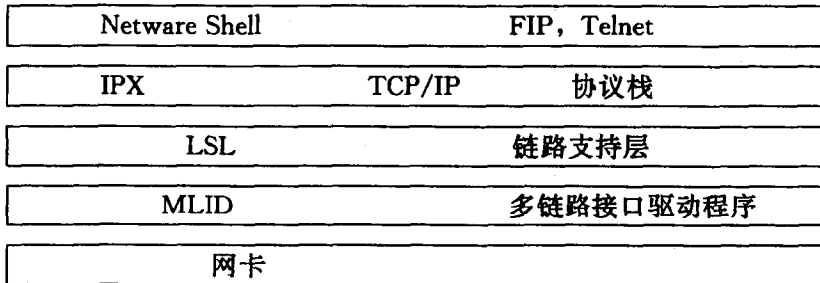 Netware Shell FIP，Telnet
IPX TCP/IP 协议栈
LSL 链路支持层
MLID 多链路接口驱动程序
网卡